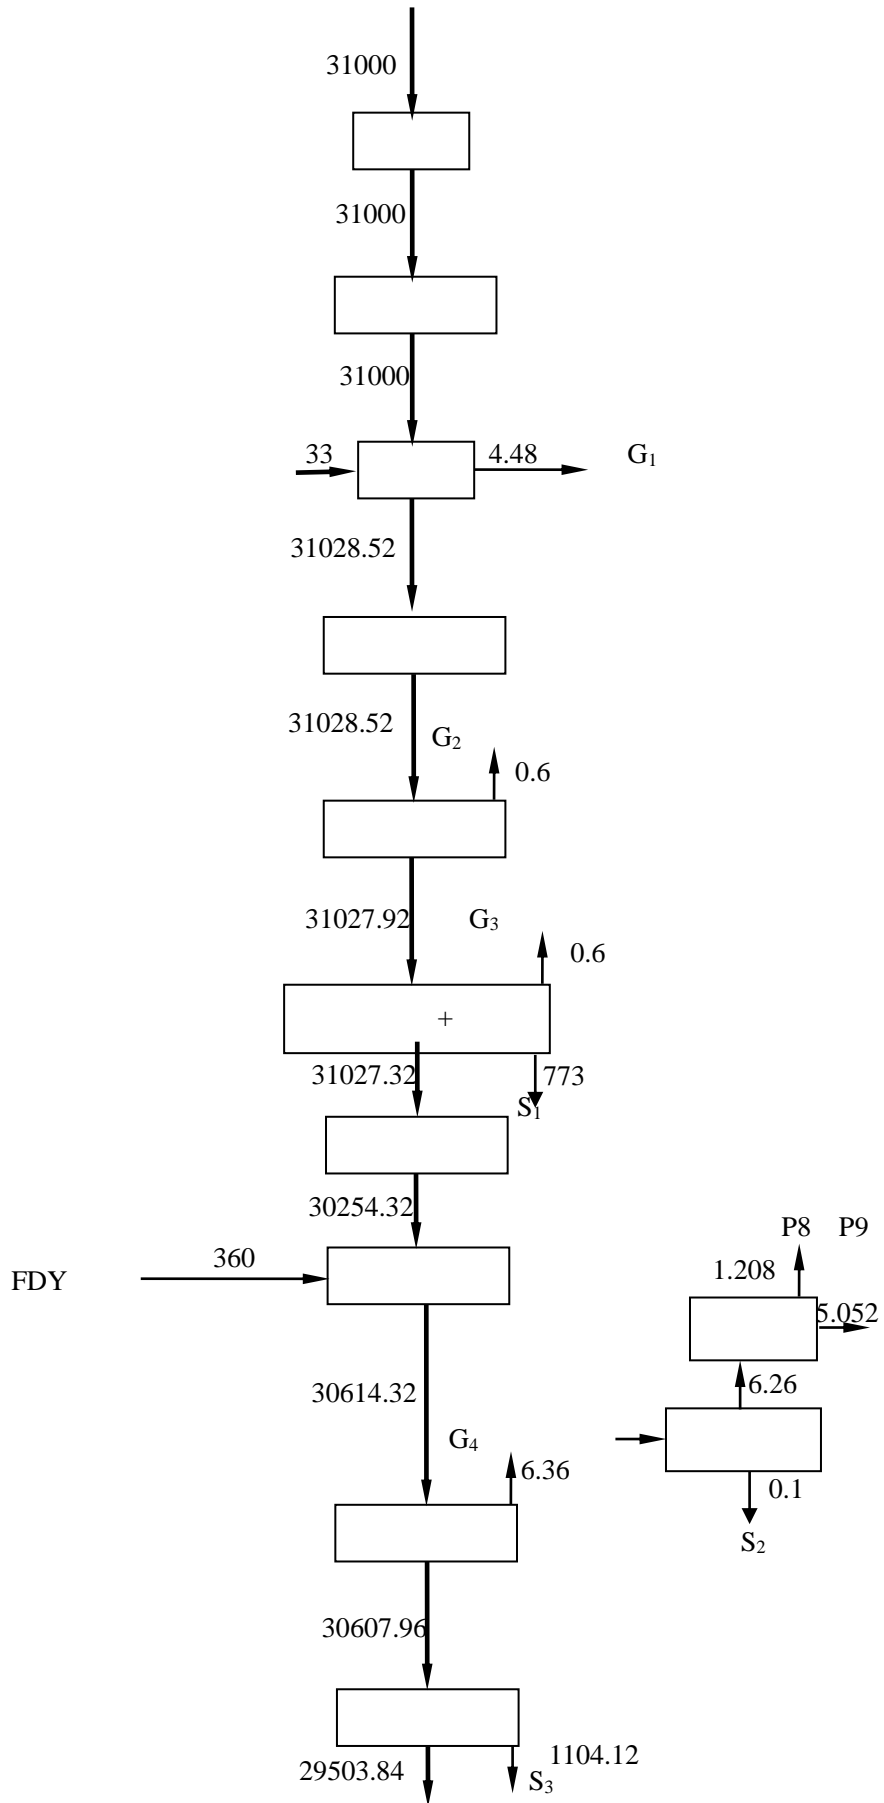 31000
31000
31000
33
4.48
G₁
31028.52
31028.52
G₂
0.6
31027.92
G₃
0.6
+
31027.32
773
S₁
30254.32
P8 P9
360
1.208
FDY
5.052
30614.32
6.26
G₄
6.36
0.1
S₂
30607.96
1104.12
29503.84
S₃